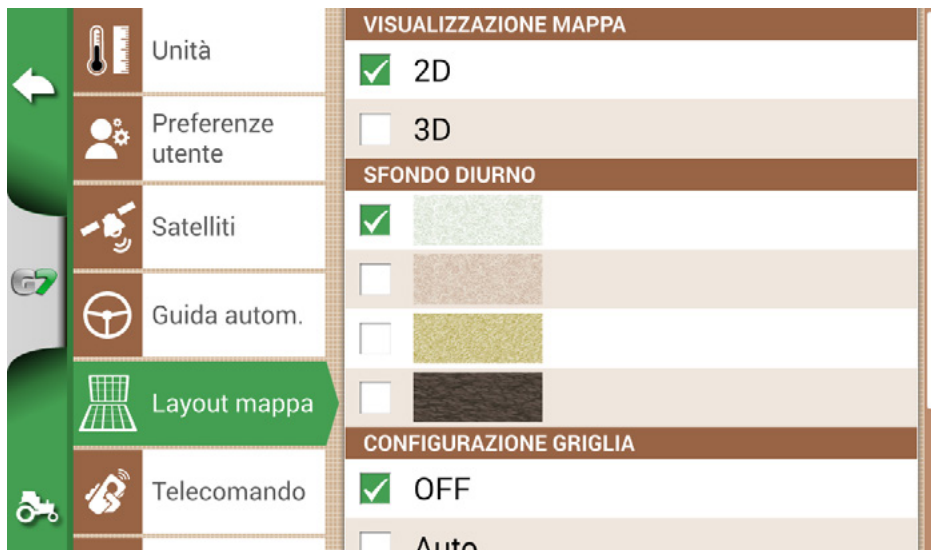 Unità
Preferenze
utente
Satelliti
G7
Guida autom.
Layout mappa
Telecomando
VISUALIZZAZIONE MAPPA
2D
3D
SFONDO DIURNO
CONFIGURAZIONE GRIGLIA
OFF
Auto